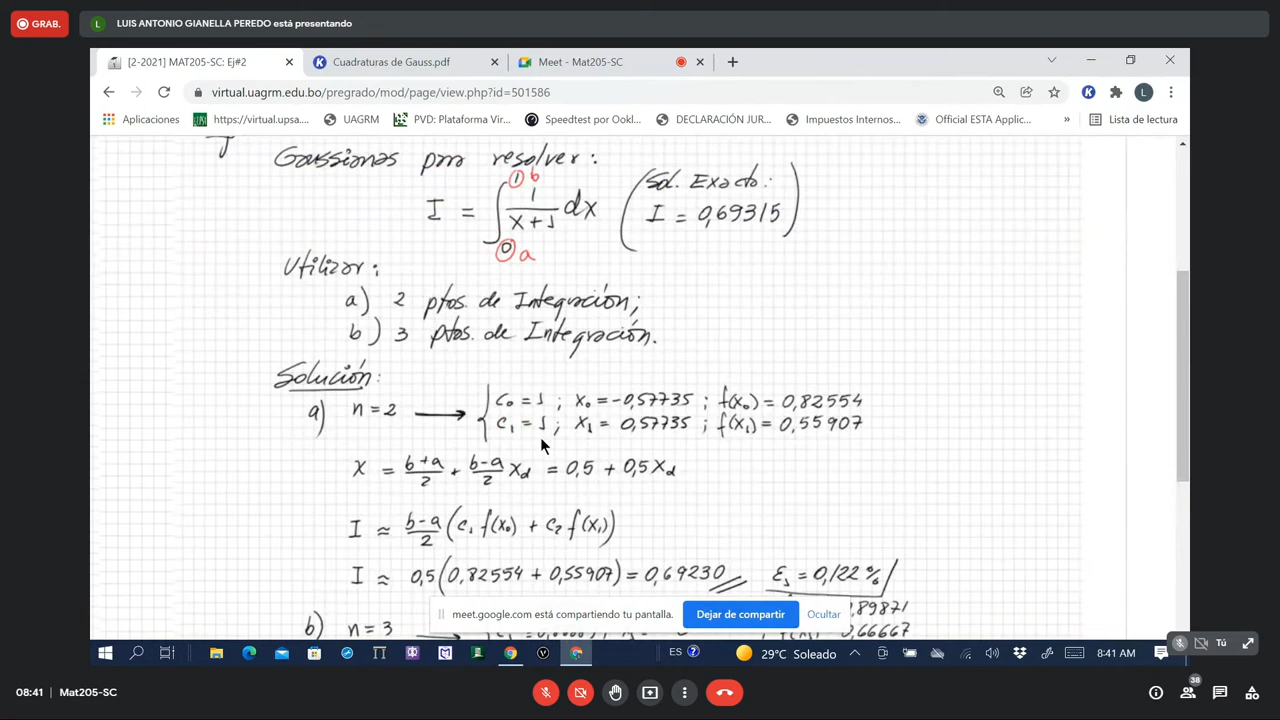 GRAB.
L LUIS ANTONIO GIANELLA PEREDO está presentando
[2-2021] MAT205-SC: Ej#2
Cuadraturas de Gauss.pdf
Meet - Mat205-SC
virtual.uagrm.edu.bo/pregrado/mod/page/view.php?id=501586
Aplicaciones https://virtual.upsa.... UAGRM PVD: Plataforma Vir... Speedtest por Ookl... DECLARACIÓN JUR... Impuestos Internos... Official ESTA Applic... » Lista de lectura
Gaussianas para resolver:
I = ∫₀¹ 1/(x+1) dx
b
a
(Sol. Exacta:
I = 0,69315)
Utilizar:
a) 2 ptos. de Integración;
b) 3 ptos. de Integración.
Solución:
a) n = 2 → { C₀ = 1 ; X₀ = -0,57735 ; f(x₀) = 0,82554
C₁ = 1 ; X₁ = 0,57735 ; f(x₁) = 0,55907
X = (b+a)/2 + (b-a)/2 Xd = 0,5 + 0,5Xd
I ≈ (b-a)/2 (C₁ f(x₀) + C₂ f(x₁))
I ≈ 0,5(0,82554 + 0,55907) = 0,69230 Es = 0,122 %
meet.google.com está compartiendo tu pantalla. Dejar de compartir Ocultar
,89871
b) n = 3
,66667
ES 29°C Soleado 8:41 AM
Tú
08:41 | Mat205-SC
38